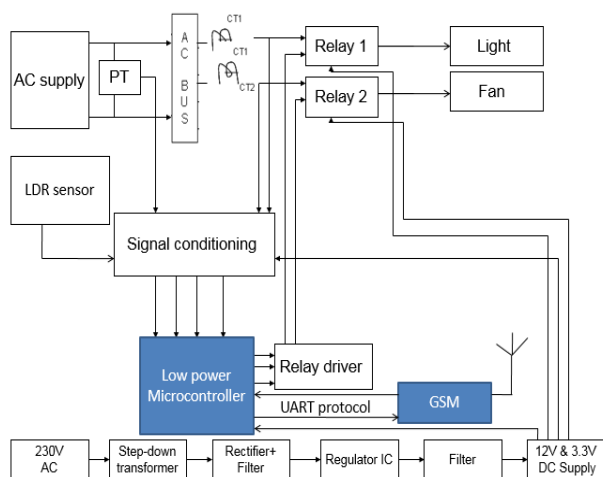 AC supply
PT
A
C
B
U
S
CT1
CT1
CT2
Relay 1
Relay 2
Light
Fan
LDR sensor
Signal conditioning
Low power
Microcontroller
Relay driver
UART protocol
GSM
230V
AC
Step-down
transformer
Rectifier+
Filter
Regulator IC
Filter
12V & 3.3V
DC Supply